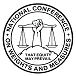 NATIONAL CONFERENCE
ON WEIGHTS AND MEASURES
THAT EQUITY
MAY PREVAIL